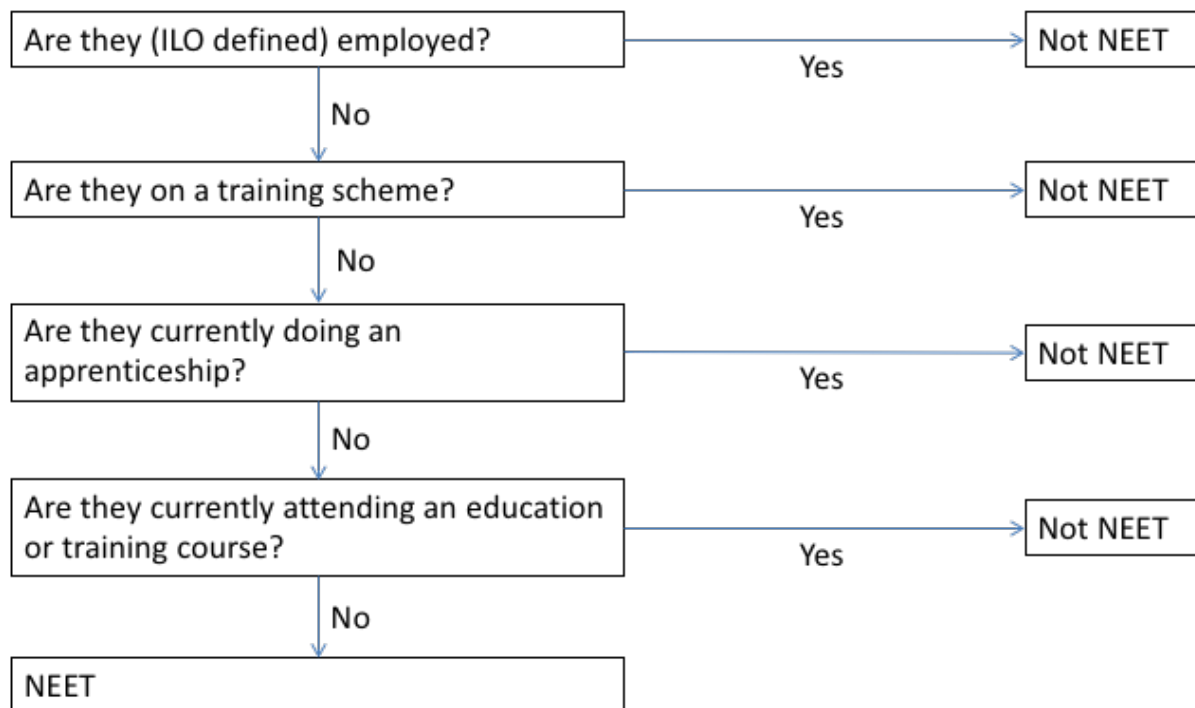 Are they (ILO defined) employed?
Yes
Not NEET
No
Are they on a training scheme?
Yes
Not NEET
No
Are they currently doing an
apprenticeship?
Yes
Not NEET
No
Are they currently attending an education
or training course?
Yes
Not NEET
No
NEET